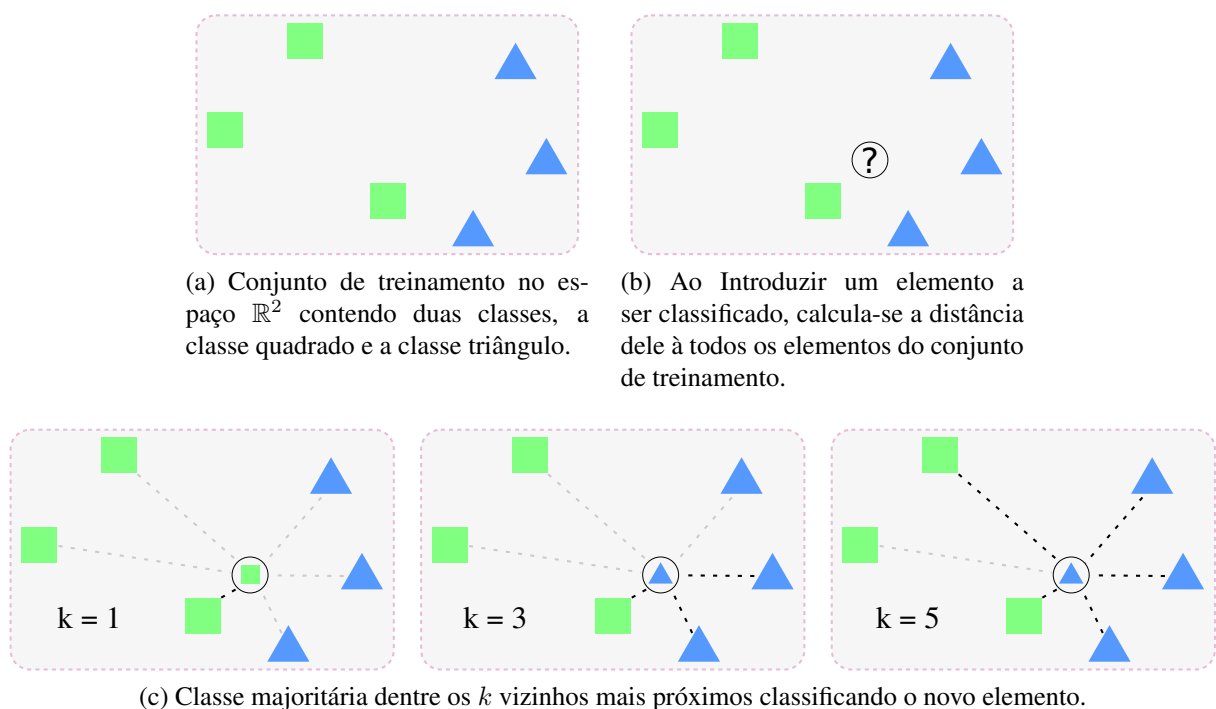 ?
(a) Conjunto de treinamento no es-
paço ℝ² contendo duas classes, a
classe quadrado e a classe triângulo.
(b) Ao Introduzir um elemento a
ser classificado, calcula-se a distância
dele à todos os elementos do conjunto
de treinamento.
k = 1
k = 3
k = 5
(c) Classe majoritária dentre os k vizinhos mais próximos classificando o novo elemento.